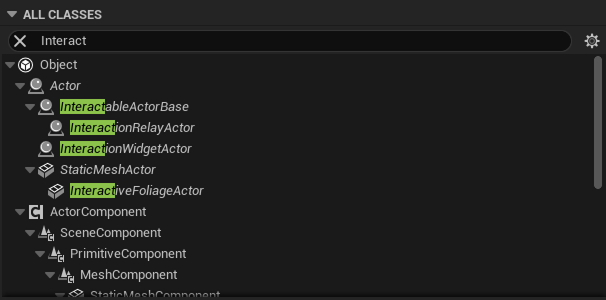 ALL CLASSES
Interact
Object
Actor
InteractableActorBase
InteractionRelayActor
InteractionWidgetActor
StaticMeshActor
InteractiveFoliageActor
ActorComponent
SceneComponent
PrimitiveComponent
MeshComponent
StaticMeshComponent